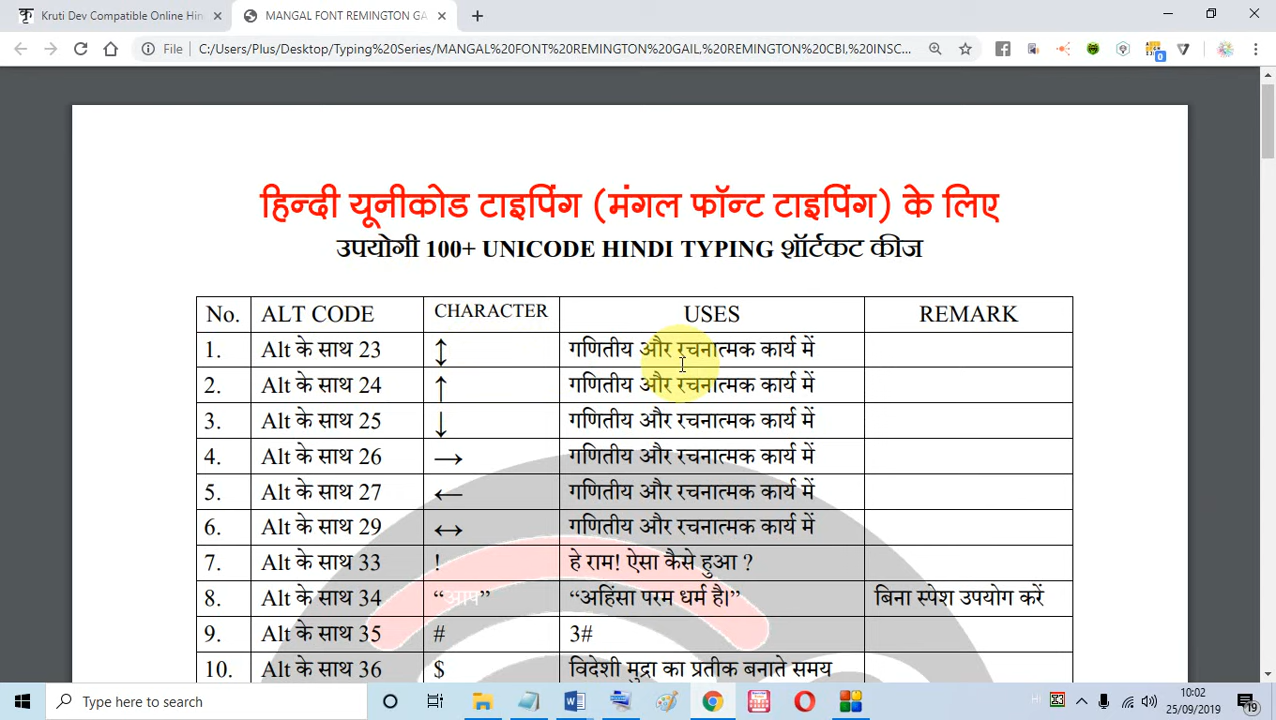 Kruti Dev Compatible Online Hin
MANGAL FONT REMINGTON GA
File C:/Users/Plus/Desktop/Typing%20Series/MANGAL%20FONT%20REMINGTON%20GAIL,%20REMINGTON%20CBI,%20INSC...
0
हिन्दी यूनीकोड टाइपिंग (मंगल फॉन्ट टाइपिंग) के लिए
उपयोगी 100+ UNICODE HINDI TYPING शॉर्टकट कीज
No. ALT CODE CHARACTER USES REMARK
1. Alt के साथ 23 ↕ गणितीय और रचनात्मक कार्य में
2. Alt के साथ 24 ↑ गणितीय और रचनात्मक कार्य में
3. Alt के साथ 25 ↓ गणितीय और रचनात्मक कार्य में
4. Alt के साथ 26 → गणितीय और रचनात्मक कार्य में
5. Alt के साथ 27 ← गणितीय और रचनात्मक कार्य में
6. Alt के साथ 29 ↔ गणितीय और रचनात्मक कार्य में
7. Alt के साथ 33 ! हे राम! ऐसा कैसे हुआ ?
8. Alt के साथ 34 “आप” “अहिंसा परम धर्म है।” बिना स्पेश उपयोग करें
9. Alt के साथ 35 # 3#
10. Alt के साथ 36 $ विदेशी मुद्रा का प्रतीक बनाते समय
Type here to search
10:02
25/09/2019
19